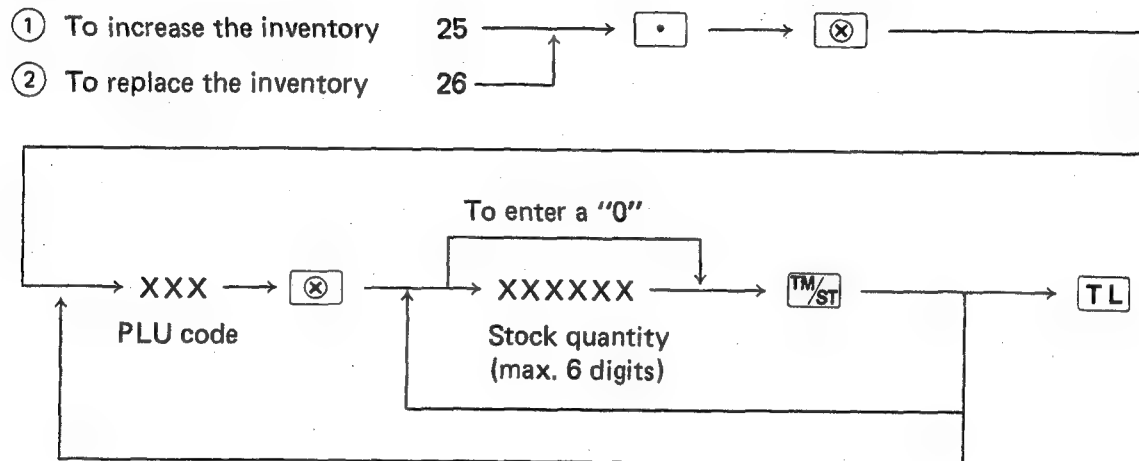 ① To increase the inventory 25 • ⊗
② To replace the inventory 26
To enter a "0"
XXX ⊗ XXXXXX TM/ST TL
PLU code Stock quantity
(max. 6 digits)